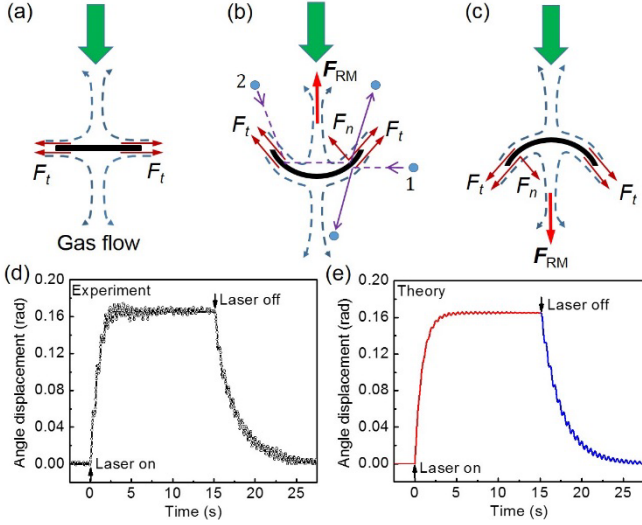 (a)
(b)
(c)
F_RM
2
F_t
F_n
F_t
1
F_t
F_t
F_t
F_n
F_t
F_RM
Gas flow
(d)
(e)
Experiment
Laser off
Laser on
Angle displacement (rad)
0.20
0.16
0.12
0.08
0.04
0.00
0
5
10
15
20
25
Time (s)
Theory
Laser off
Laser on
Angle displacement (rad)
0.20
0.16
0.12
0.08
0.04
0.00
0
5
10
15
20
25
Time (s)